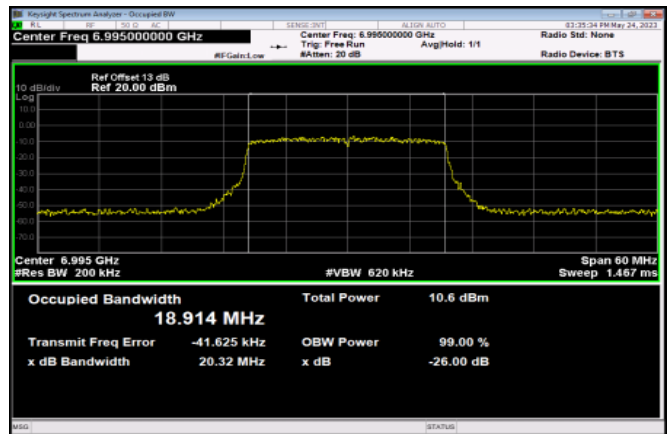 Keysight Spectrum Analyzer - Occupied BW
RL RF 50 Ω AC SENSE:INT ALIGN AUTO 03:35:34 PM May 24, 2023
Center Freq 6.995000000 GHz Center Freq: 6.995000000 GHz Radio Std: None
Trig: Free Run Avg|Hold: 1/1
#IFGain:Low #Atten: 20 dB Radio Device: BTS
Ref Offset 13 dB
10 dB/div Ref 20.00 dBm
Log
10.0
0.00
-10.0
-20.0
-30.0
-40.0
-50.0
-60.0
-70.0
Center 6.995 GHz Span 60 MHz
#Res BW 200 kHz #VBW 620 kHz Sweep 1.467 ms
Occupied Bandwidth Total Power 10.6 dBm
18.914 MHz
Transmit Freq Error -41.625 kHz OBW Power 99.00 %
x dB Bandwidth 20.32 MHz x dB -26.00 dB
MSG STATUS